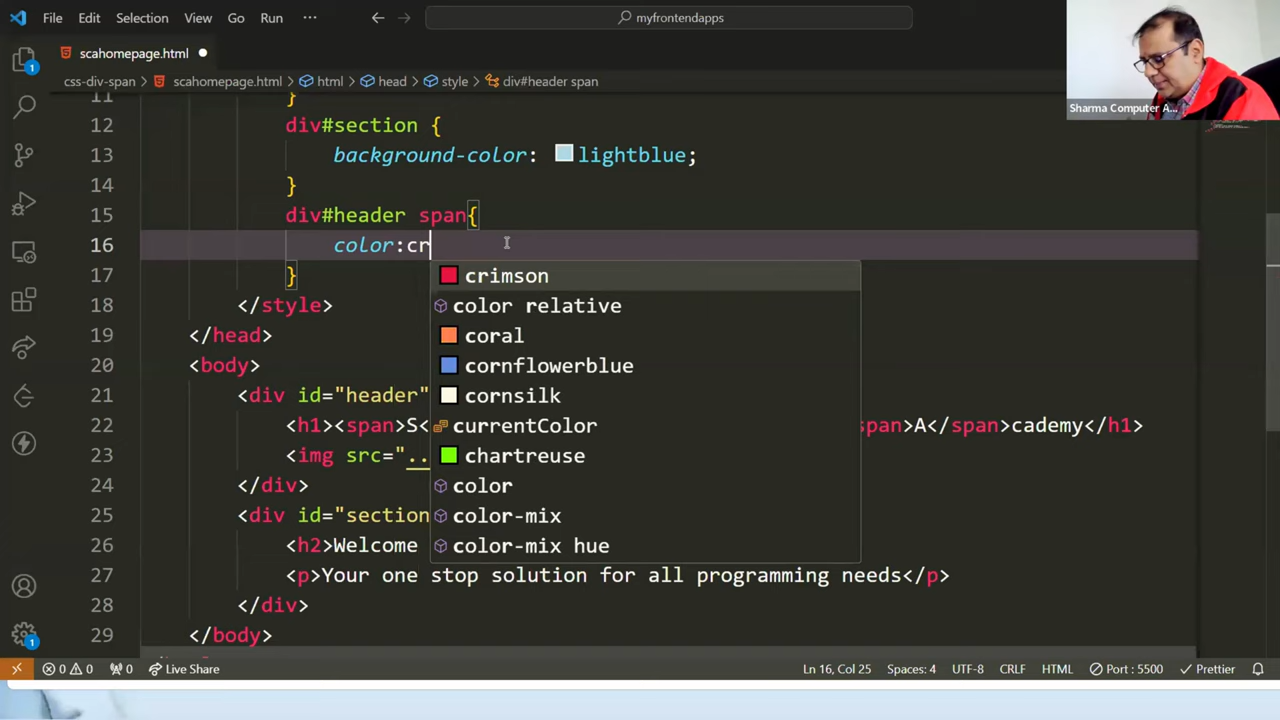 File Edit Selection View Go Run ··· myfrontendapps
scahomepage.html
css-div-span > scahomepage.html > html > head > style > div#header span
Sharma Computer A...
11 }
12 div#section {
13 background-color: lightblue;
14 }
15 div#header span{
16 color:cr
17 }
18 </style>
19 </head>
20 <body>
21 <div id="header"
22 <h1><span>S< span>A</span>cademy</h1>
23 <img src="..
24 </div>
25 <div id="section
26 <h2>Welcome
27 <p>Your one stop solution for all programming needs</p>
28 </div>
29 </body>
crimson
color relative
coral
cornflowerblue
cornsilk
currentColor
chartreuse
color
color-mix
color-mix hue
1
1
0 0 0 Live Share Ln 16, Col 25 Spaces: 4 UTF-8 CRLF HTML Port : 5500 Prettier